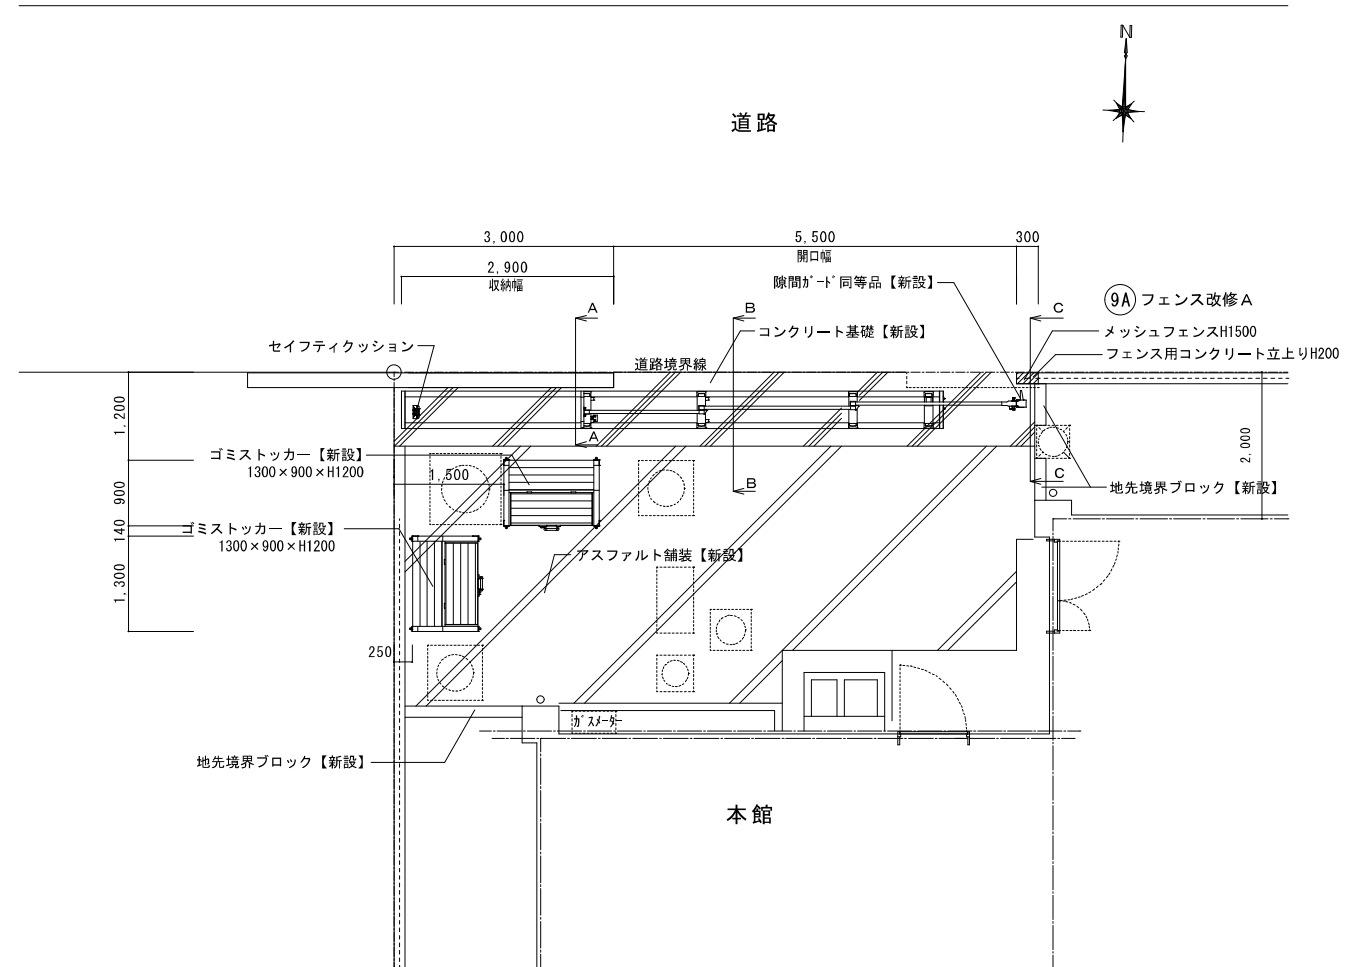 N
道路
3,000
5,500
300
開口幅
2,900
収納幅
隙間ｶﾞｰﾄﾞ同等品【新設】
9A フェンス改修A
A
B
C
コンクリート基礎【新設】
メッシュフェンスH1500
セイフティクッション
道路境界線
フェンス用コンクリート立上りH200
1,200
A
2,000
ゴミストッカー【新設】
1300×900×H1200
1,500
B
C
地先境界ブロック【新設】
900
140
ゴミストッカー【新設】
1300×900×H1200
アスファルト舗装【新設】
1,300
250
ｶﾞｽﾒｰﾀｰ
地先境界ブロック【新設】
本館